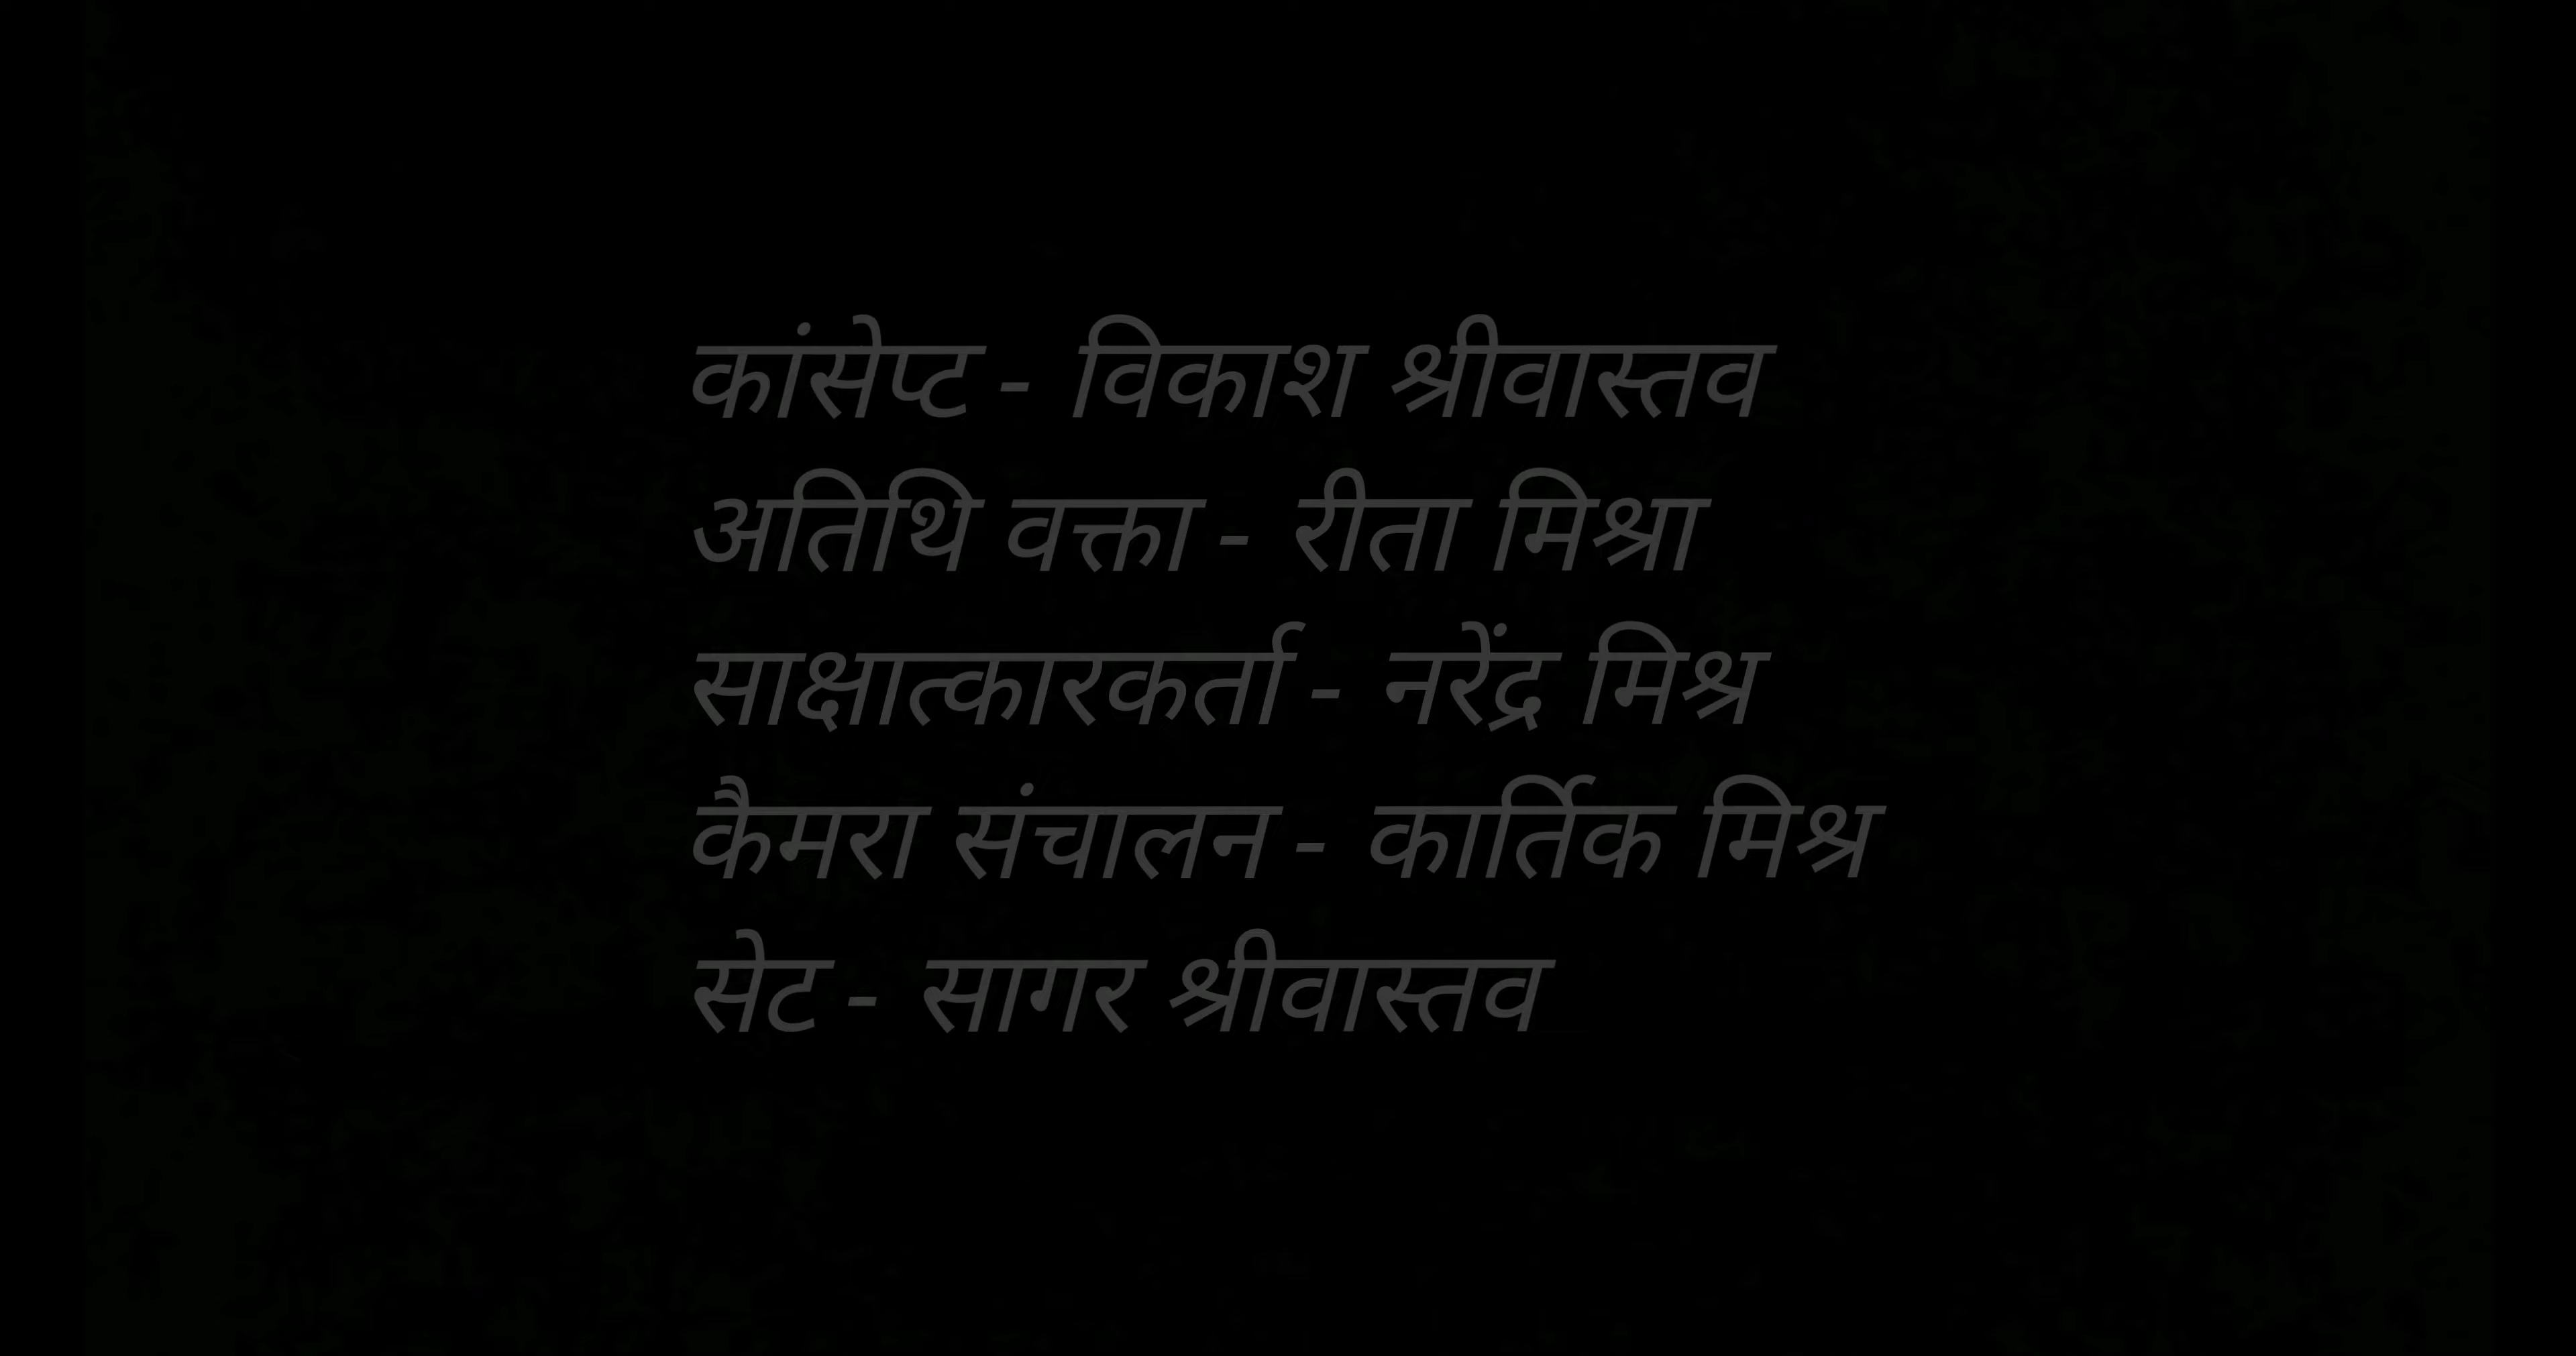 कांसेप्ट - विकाश श्रीवास्तव
अतिथि वक्ता - रीता मिश्रा
साक्षात्कारकर्ता - नरेंद्र मिश्र
कैमरा संचालन - कार्तिक मिश्र
सेट - सागर श्रीवास्तव